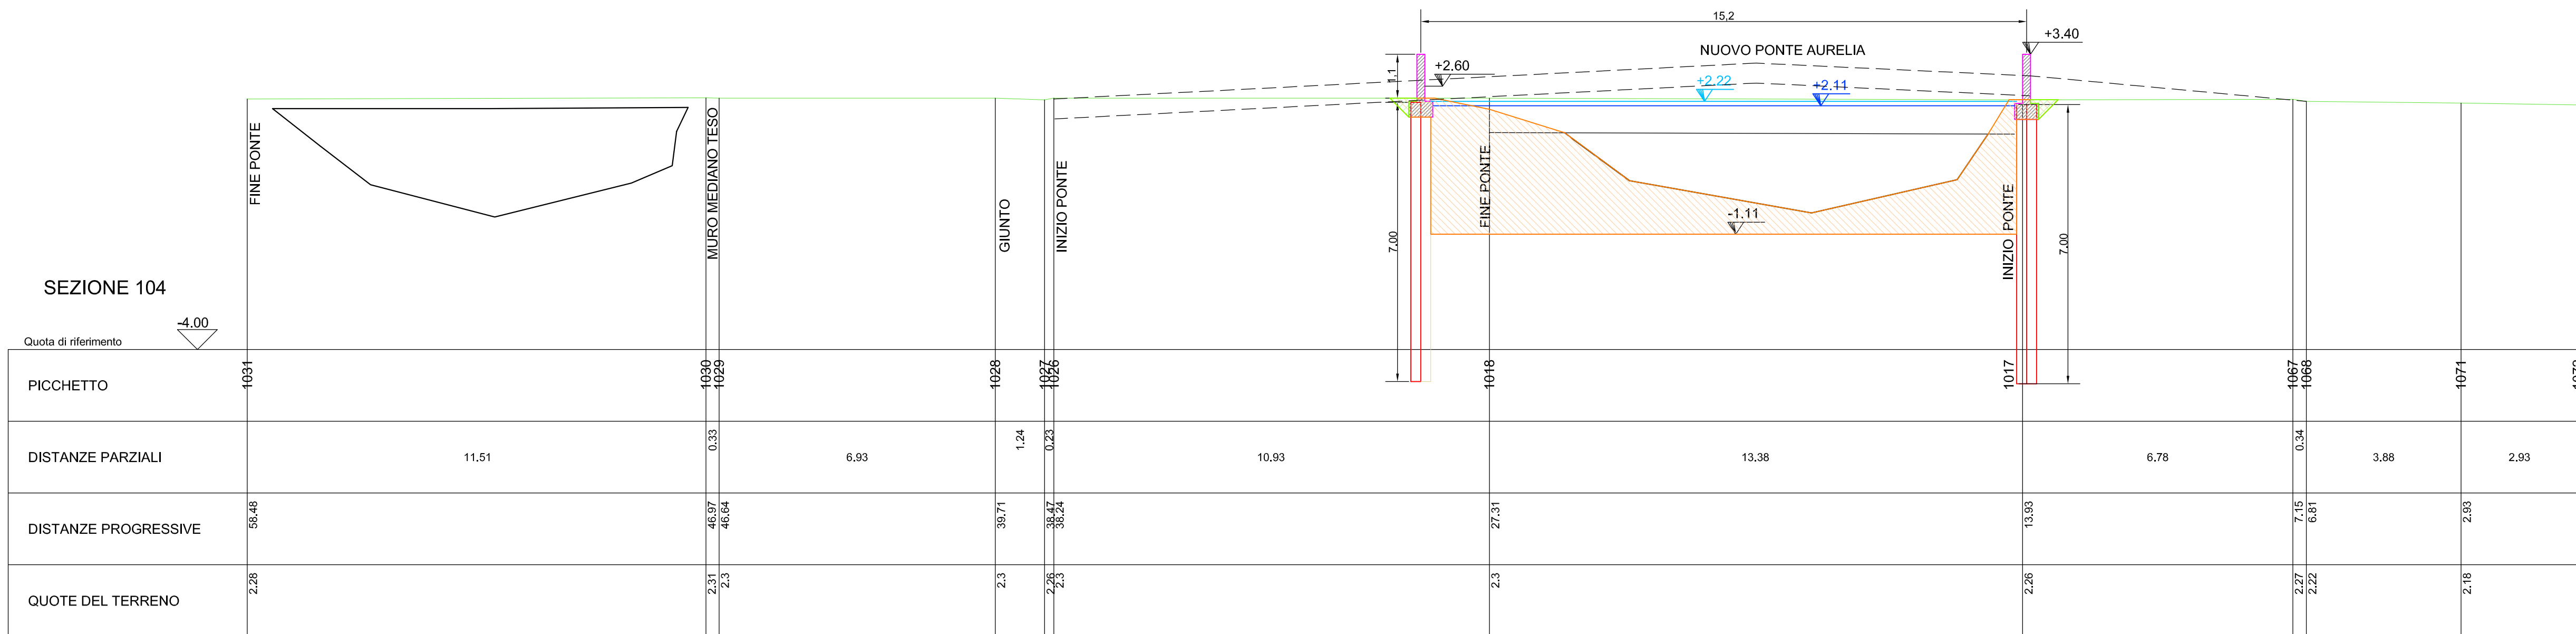 15,2
+3.40
NUOVO PONTE AURELIA
1,1
+2.60
+2.22
+2.11
FINE PONTE
MURO MEDIANO TESO
GIUNTO
INIZIO PONTE
FINE PONTE
INIZIO PONTE
-1.11
7.00
7.00
SEZIONE 104
-4.00
Quota di riferimento
PICCHETTO
1031 1030 1029 1028 1027 1026 1018 1017 1067 1068 1071
DISTANZE PARZIALI
11.51 0.33 6.93 1.24 0.23 10.93 13.38 6.78 0.34 3.88 2.93
DISTANZE PROGRESSIVE
58.48 46.97 46.64 39.71 38.47 38.24 27.31 13.93 7.15 6.81 2.93
QUOTE DEL TERRENO
2.28 2.31 2.3 2.3 2.26 2.3 2.3 2.26 2.27 2.22 2.18